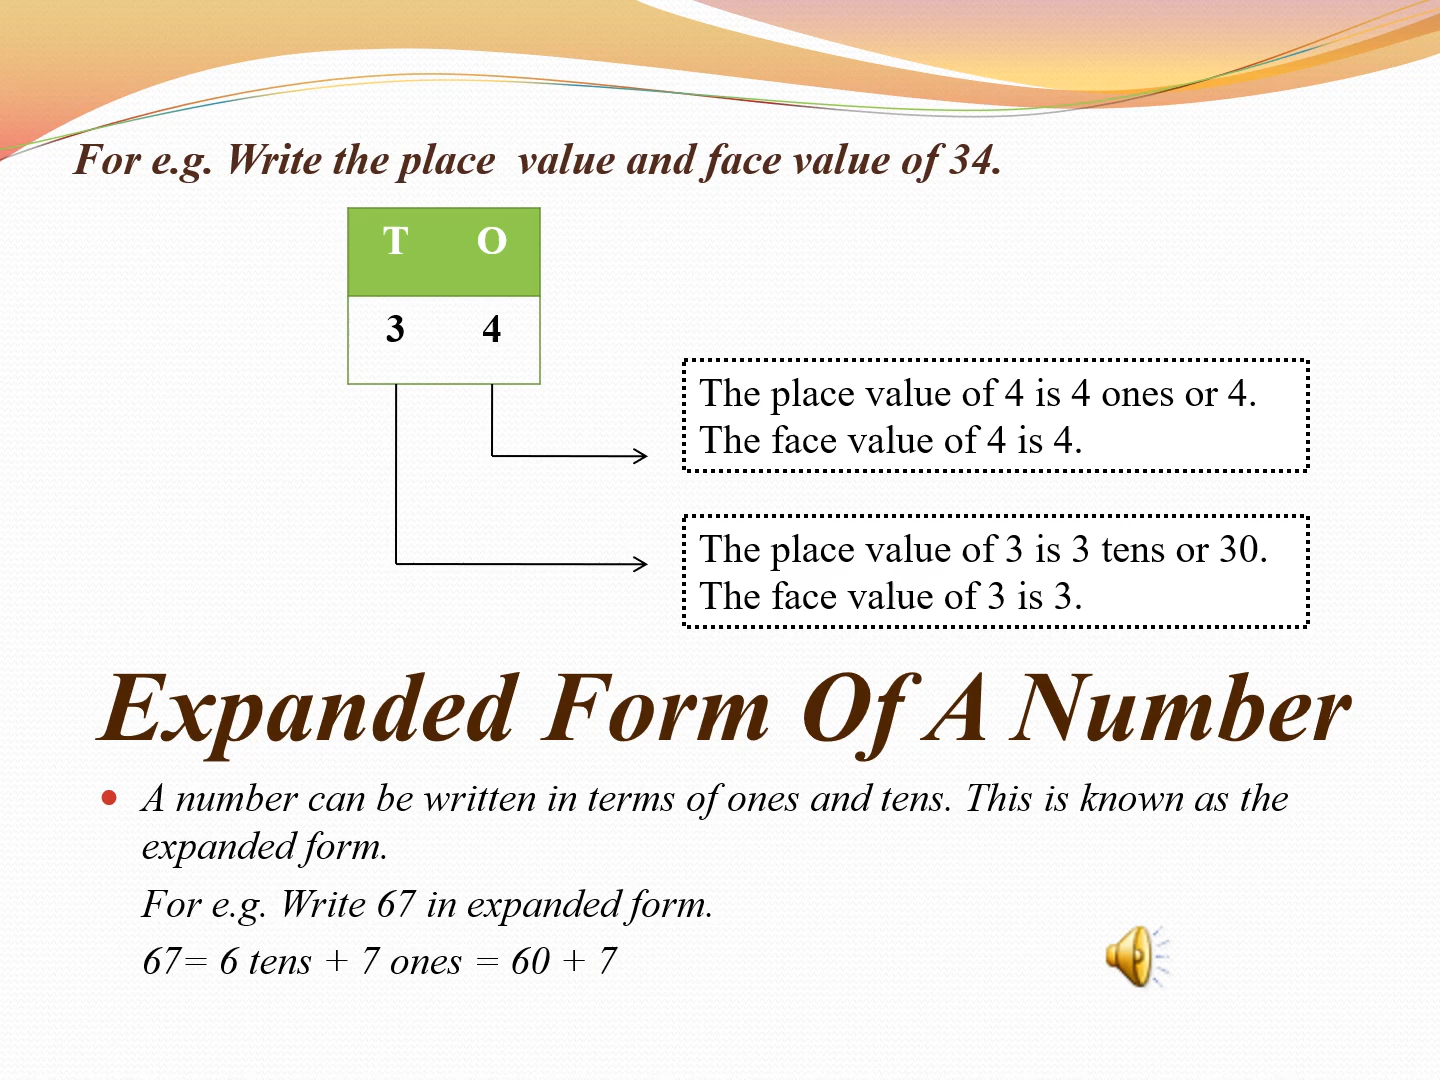 For e.g. Write the place  value and face value of 34.
T O
3 4
The place value of 4 is 4 ones or 4.
The face value of 4 is 4.
The place value of 3 is 3 tens or 30.
The face value of 3 is 3.
Expanded Form Of A Number
A number can be written in terms of ones and tens. This is known as the
expanded form.
For e.g. Write 67 in expanded form.
67= 6 tens + 7 ones = 60 + 7